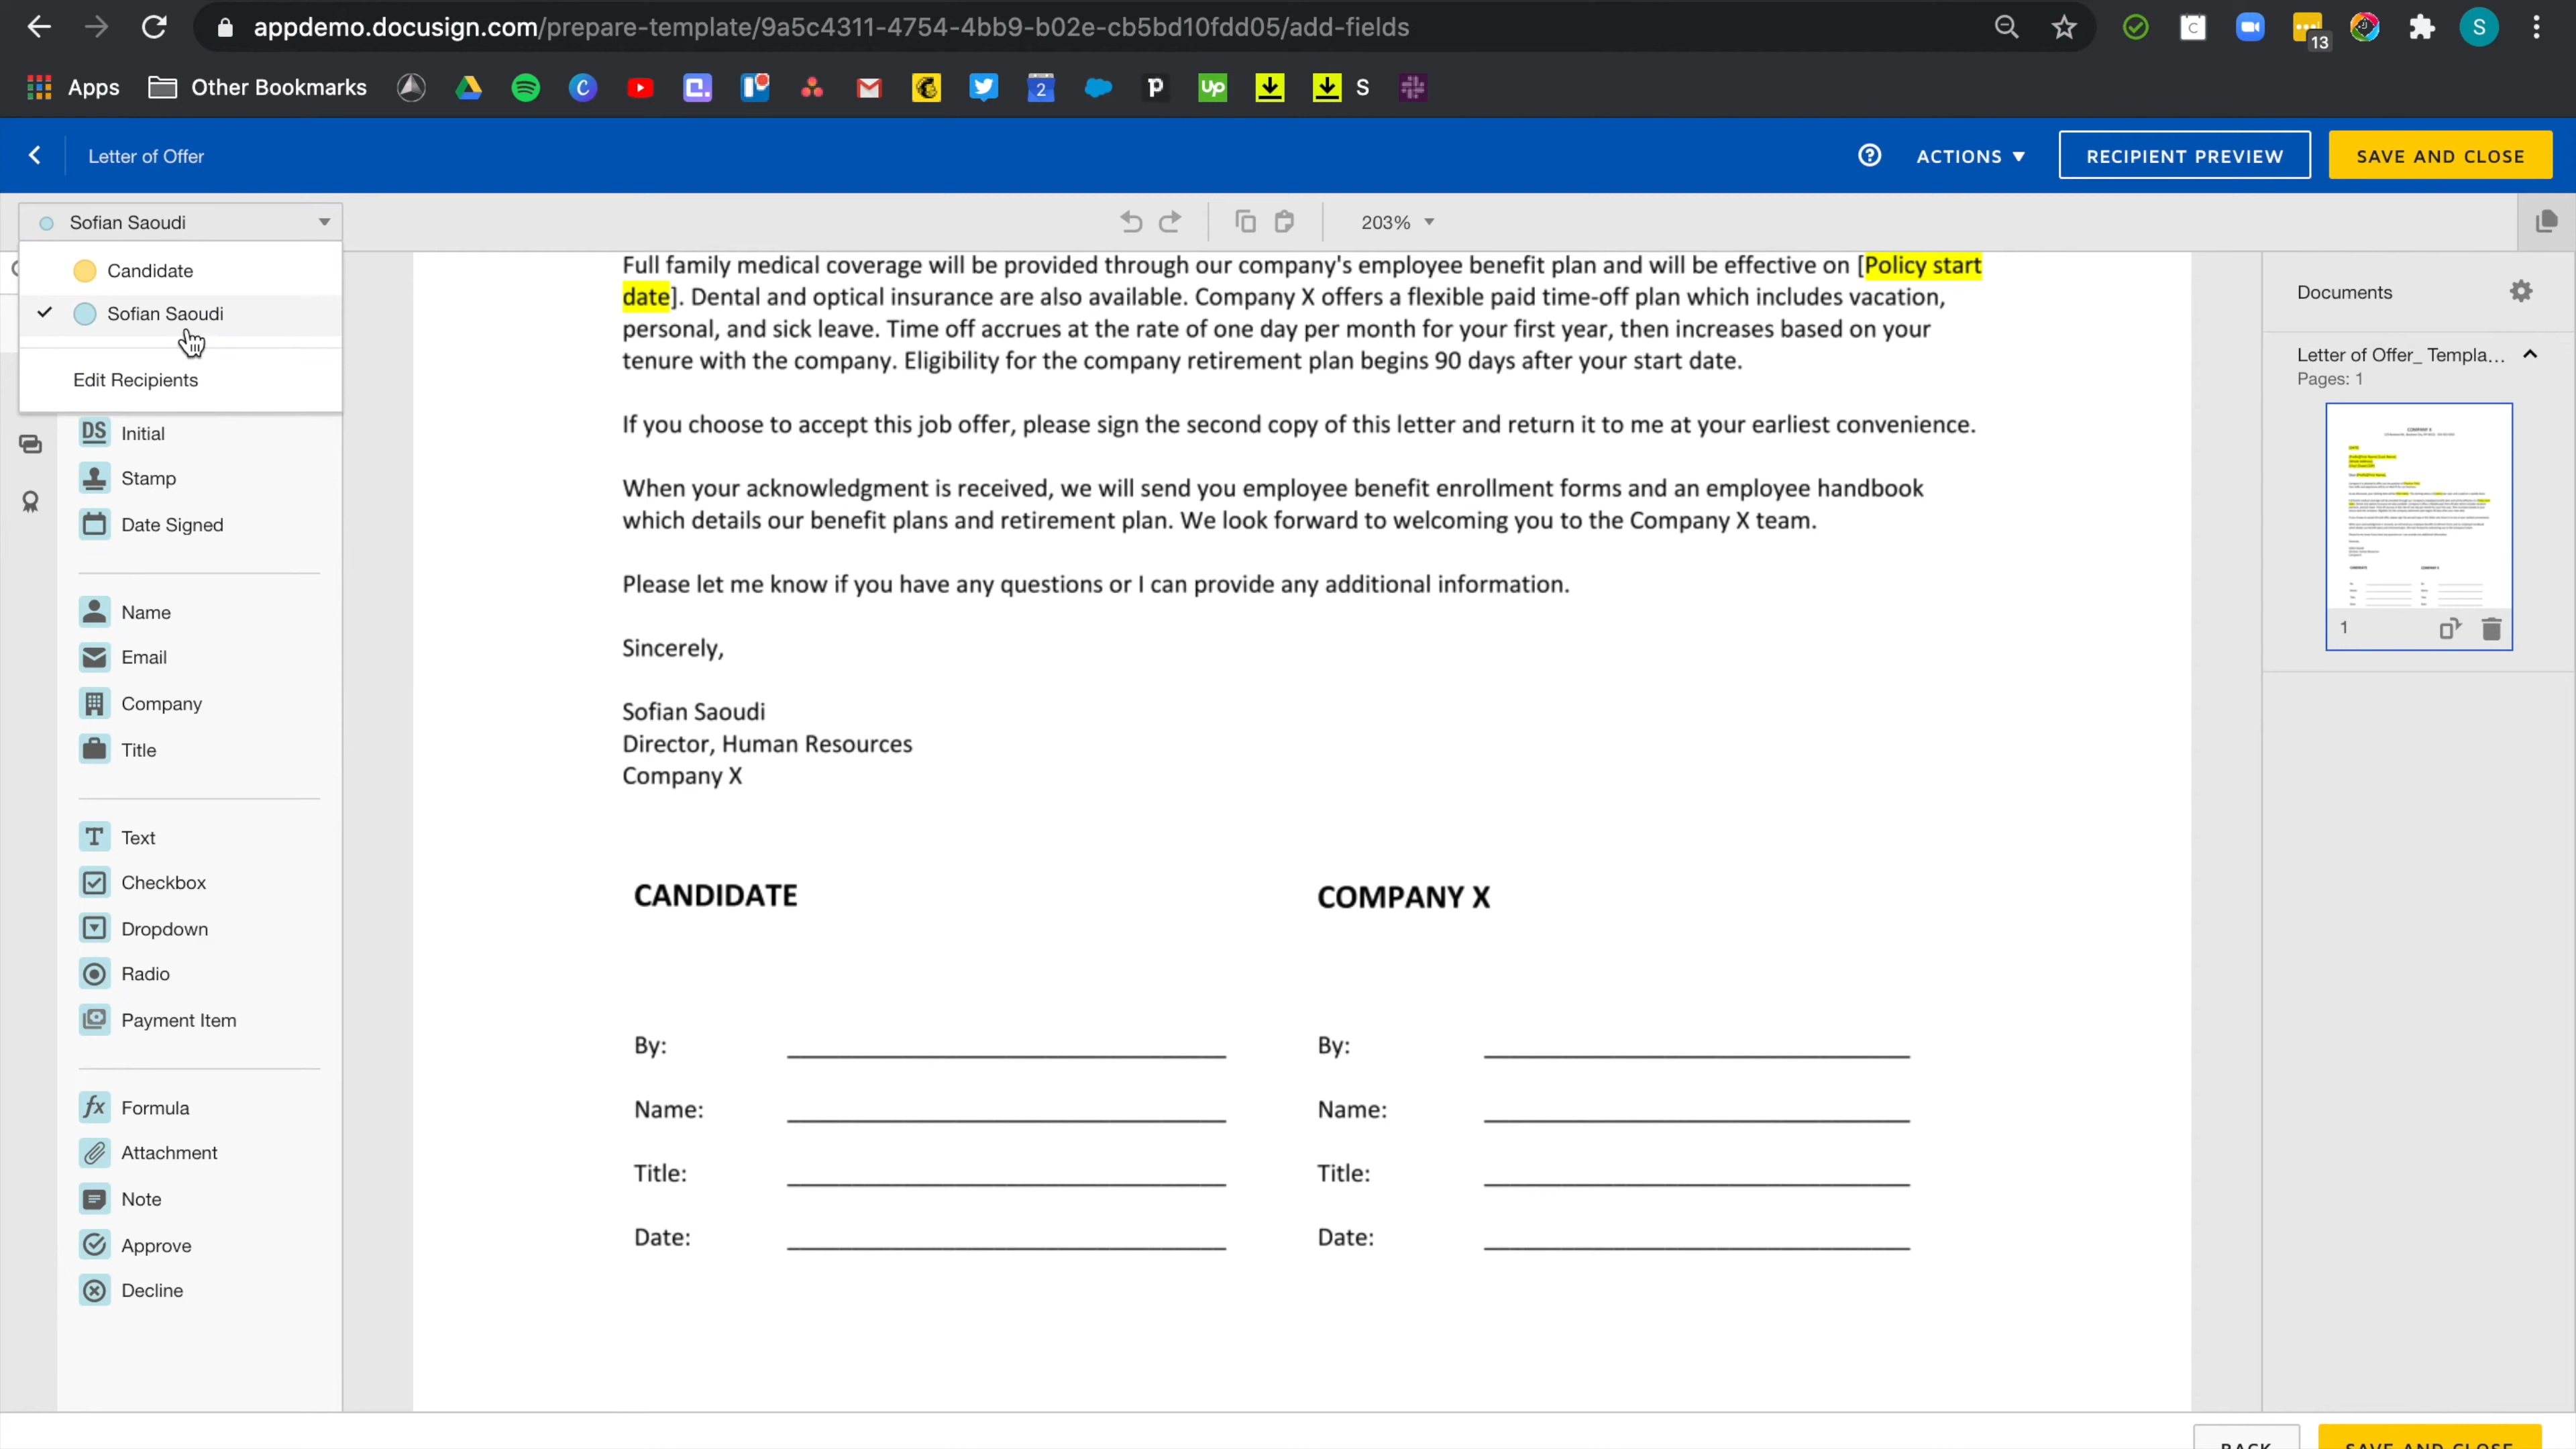 appdemo.docusign.com/prepare-template/9a5c4311-4754-4bb9-b02e-cb5bd10fdd05/add-fields
C
13
S
Apps
Other Bookmarks
2
Up
S
Letter of Offer
ACTIONS
RECIPIENT PREVIEW
SAVE AND CLOSE
Sofian Saoudi
203%
Candidate
Sofian Saoudi
Edit Recipients
DS Initial
Stamp
Date Signed
Name
Email
Company
Title
T Text
Checkbox
Dropdown
Radio
Payment Item
fx Formula
Attachment
Note
Approve
Decline
Full family medical coverage will be provided through our company's employee benefit plan and will be effective on [Policy start
date]. Dental and optical insurance are also available. Company X offers a flexible paid time-off plan which includes vacation,
personal, and sick leave. Time off accrues at the rate of one day per month for your first year, then increases based on your
tenure with the company. Eligibility for the company retirement plan begins 90 days after your start date.
If you choose to accept this job offer, please sign the second copy of this letter and return it to me at your earliest convenience.
When your acknowledgment is received, we will send you employee benefit enrollment forms and an employee handbook
which details our benefit plans and retirement plan. We look forward to welcoming you to the Company X team.
Please let me know if you have any questions or I can provide any additional information.
Sincerely,
Sofian Saoudi
Director, Human Resources
Company X
CANDIDATE
COMPANY X
By: By:
Name: Name:
Title: Title:
Date: Date:
Documents
Letter of Offer_ Templa...
Pages: 1
1
BACK
SAVE AND CLOSE